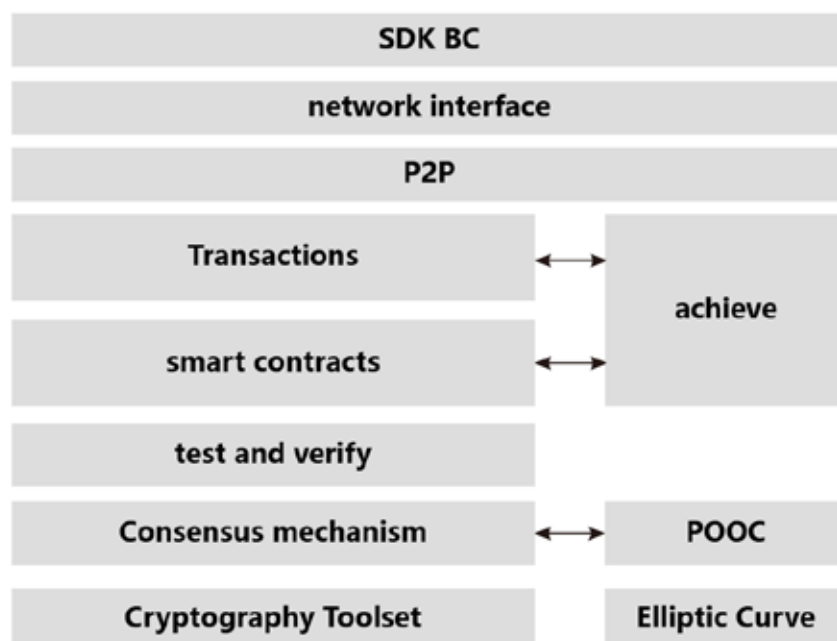 SDK BC
network interface
P2P
Transactions
achieve
smart contracts
test and verify
Consensus mechanism
POOC
Cryptography Toolset
Elliptic Curve